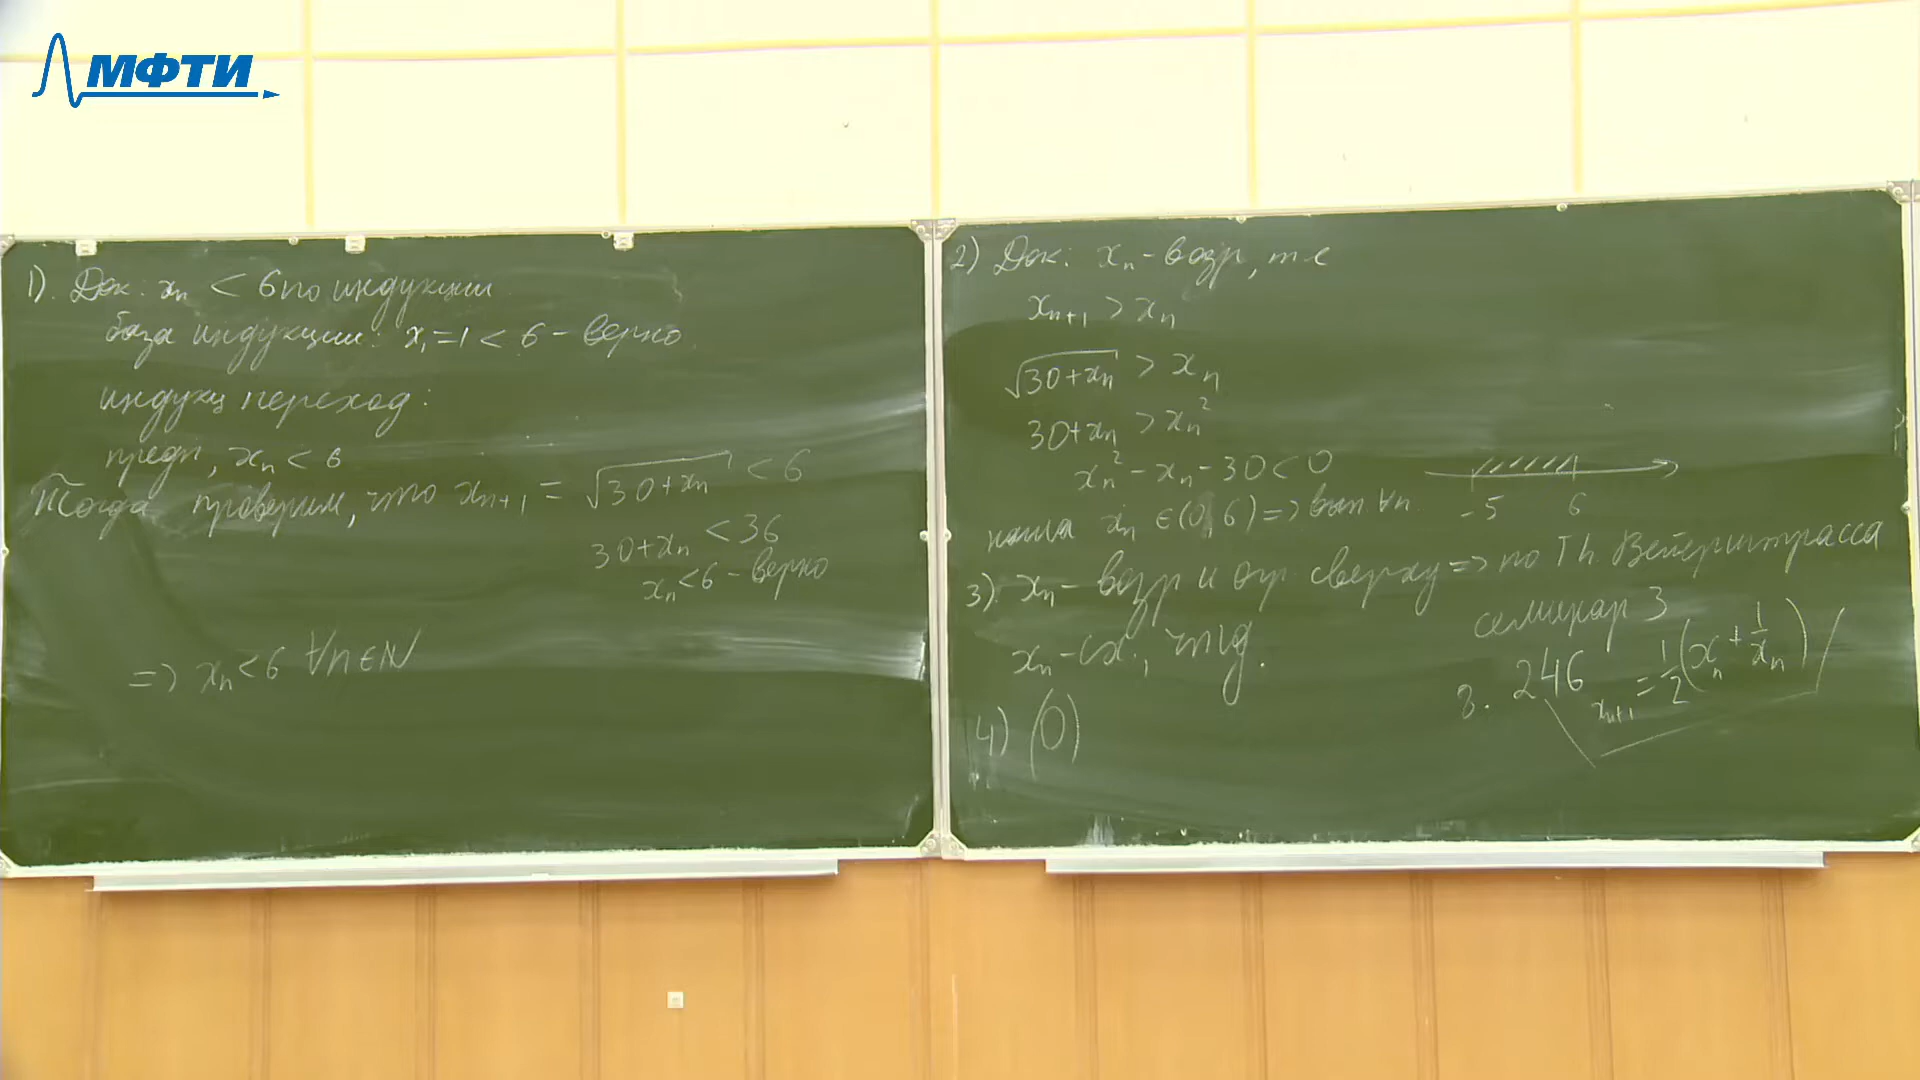 МФТИ
1). Док: xₙ < 6 по индукции
база индукции: x₁ = 1 < 6 – верно
индукц переход:
предп, xₙ < 6
Тогда проверим, что xₙ₊₁ = √(30+xₙ) < 6
30+xₙ < 36
xₙ < 6 – верно
=> xₙ < 6 ∀n∈N
2) Док: xₙ – возр, т е
xₙ₊₁ > xₙ
√(30+xₙ) > xₙ
30+xₙ > xₙ²
xₙ² – xₙ – 30 < 0
-5 6
наша xₙ ∈ (0, 6) => вып ∀n
3). xₙ – возр и огр. сверху => по Th. Вейерштрасса
xₙ – сх., чтд.
4) (0)
семинар 3
3. 246 xₙ₊₁ = 1/2 (xₙ + 1/xₙ)